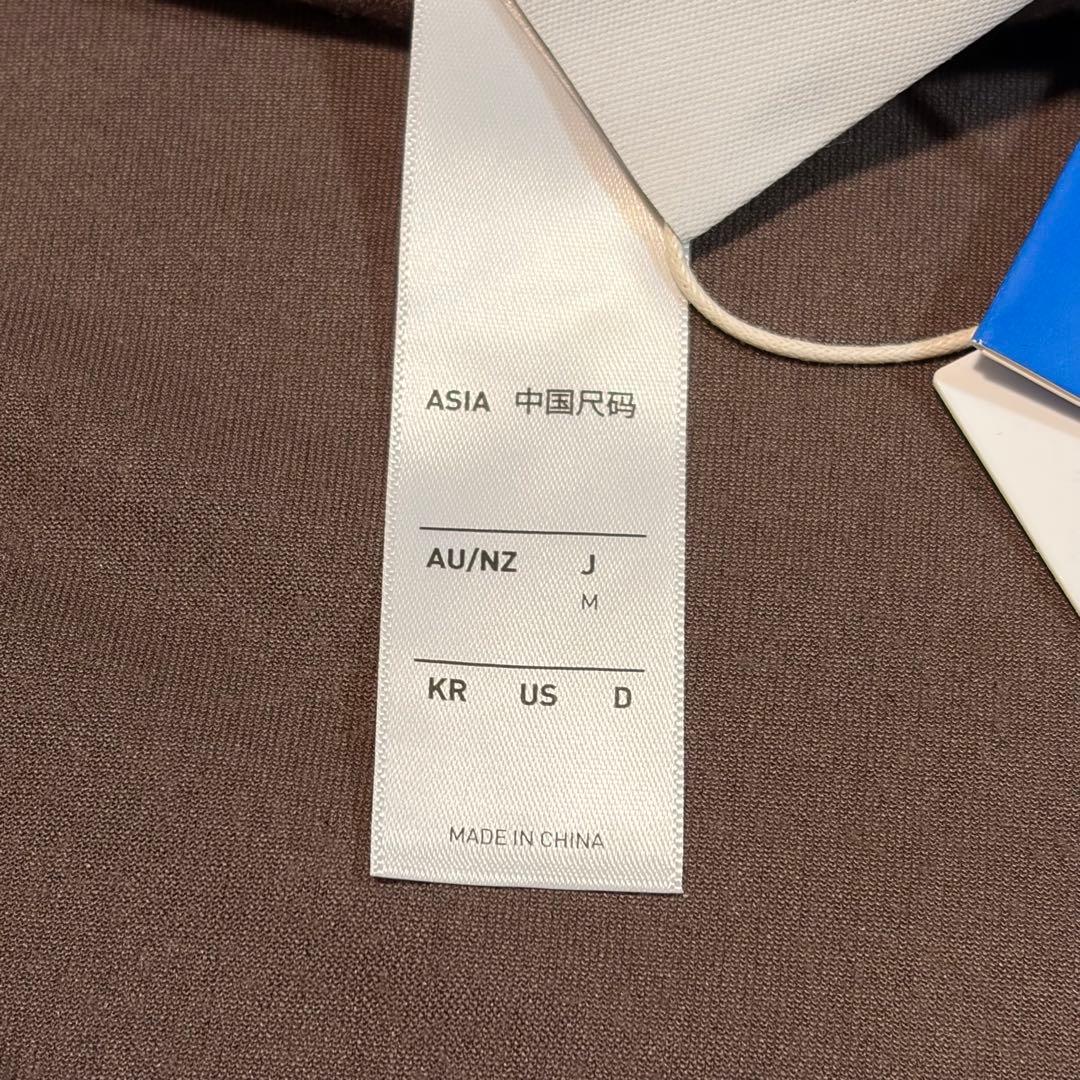 ASIA 中国尺码
AU/NZ J
M
KR US D
MADE IN CHINA